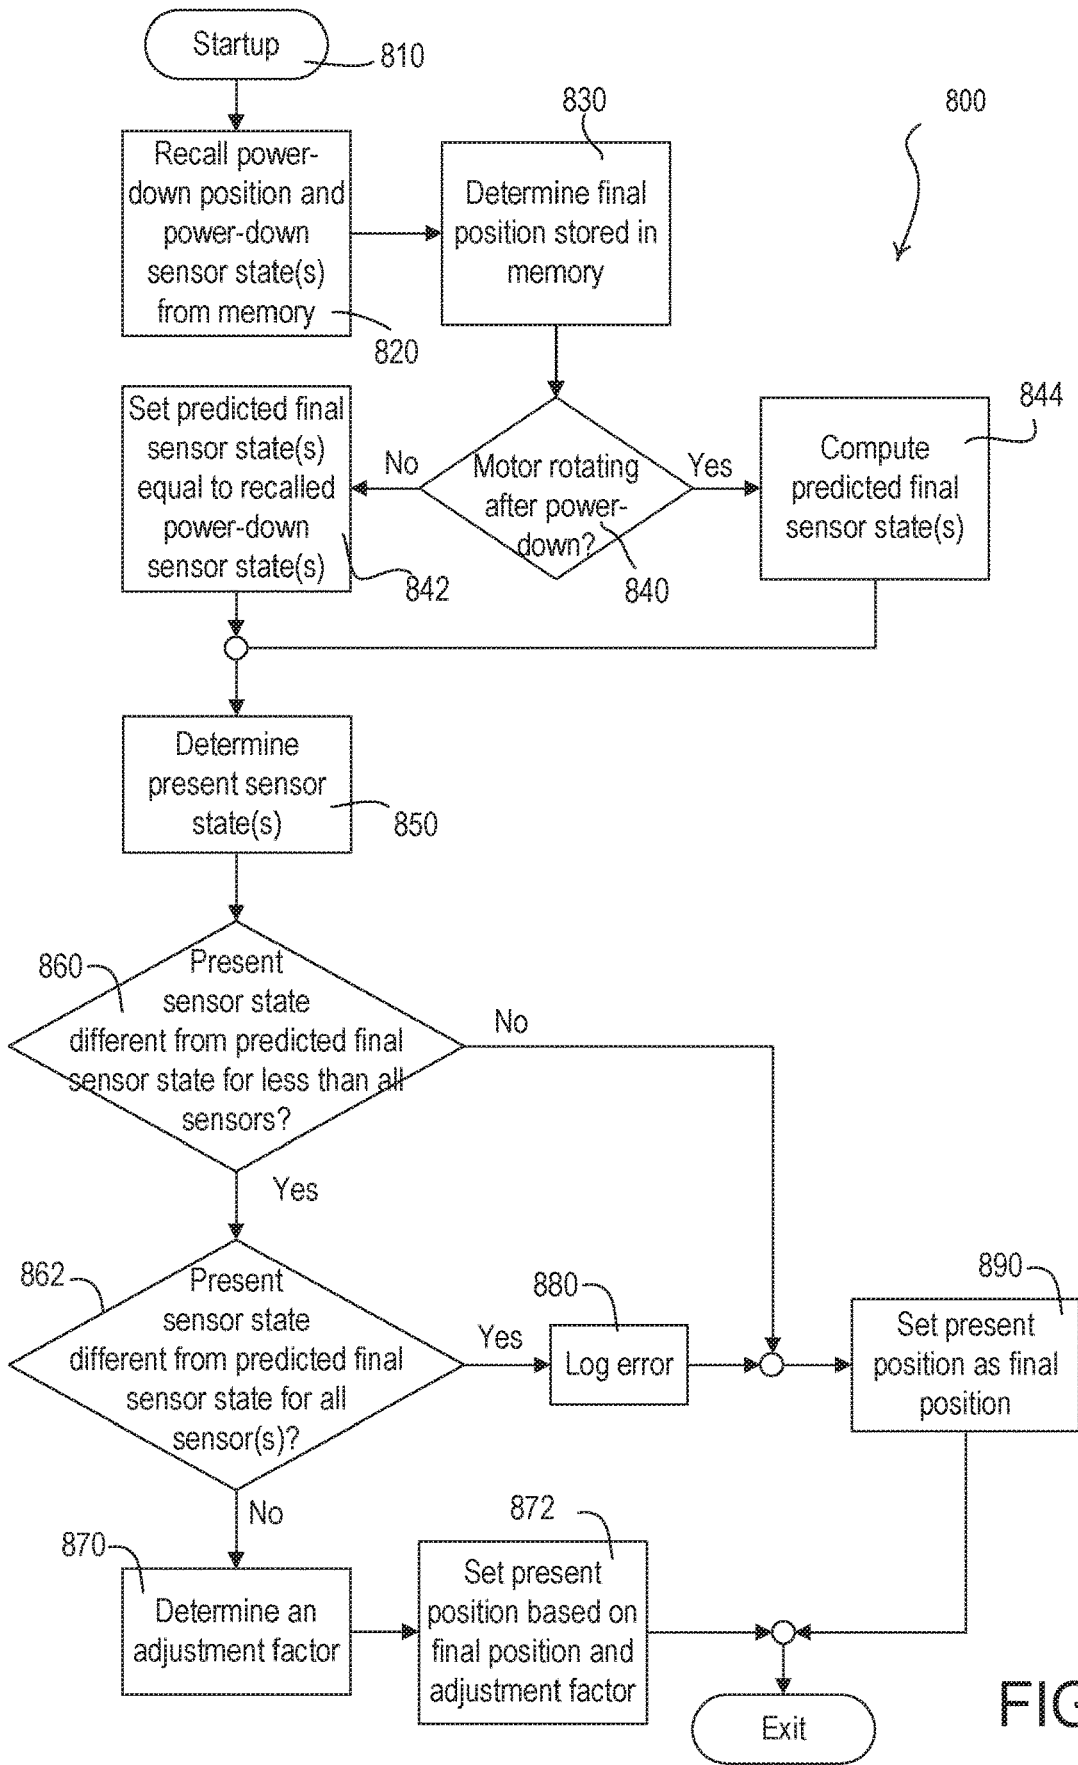 Startup
810
800
830
Recall power-
down position and
power-down
sensor state(s)
from memory
820
Determine final
position stored in
memory
Set predicted final
sensor state(s)
equal to recalled
power-down
sensor state(s)
842
No
Motor rotating
after power-
down?
840
Yes
844
Compute
predicted final
sensor state(s)
Determine
present sensor
state(s)
850
860
Present
sensor state
different from predicted final
sensor state for less than all
sensors?
No
Yes
862
Present
sensor state
different from predicted final
sensor state for all
sensor(s)?
Yes
880
Log error
890
Set present
position as final
position
No
870
Determine an
adjustment factor
872
Set present
position based on
final position and
adjustment factor
Exit
FIG